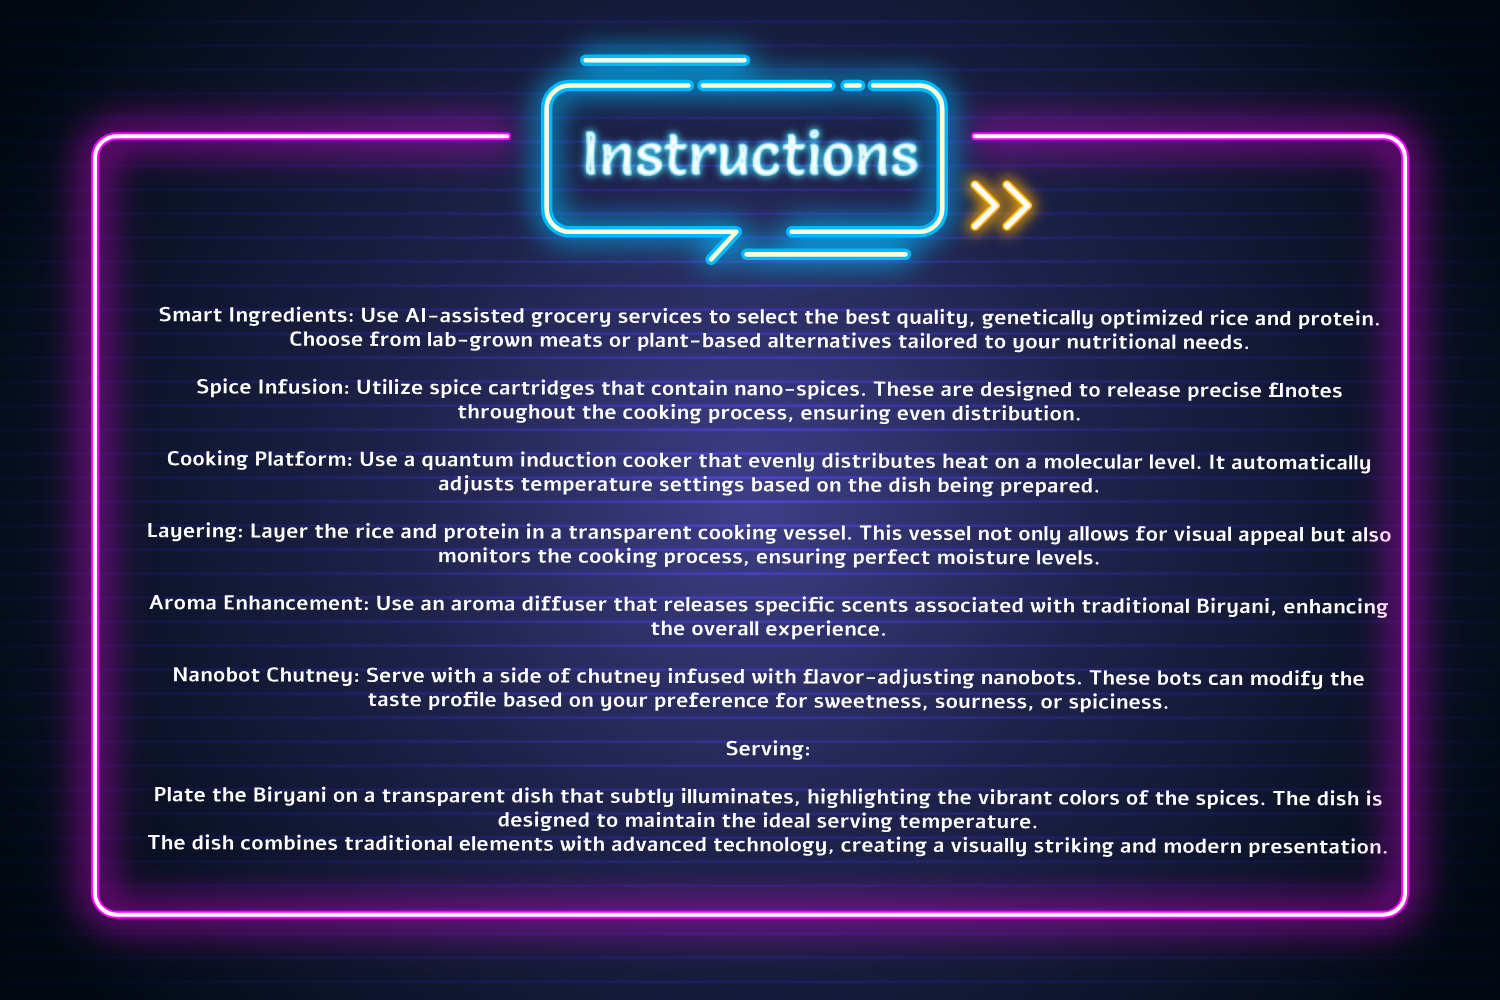 Instructions
Smart Ingredients: Use AI-assisted grocery services to select the best quality, genetically optimized rice and protein.
Choose from lab-grown meats or plant-based alternatives tailored to your nutritional needs.
Spice Infusion: Utilize spice cartridges that contain nano-spices. These are designed to release precise flnotes
throughout the cooking process, ensuring even distribution.
Cooking Platform: Use a quantum induction cooker that evenly distributes heat on a molecular level. It automatically
adjusts temperature settings based on the dish being prepared.
Layering: Layer the rice and protein in a transparent cooking vessel. This vessel not only allows for visual appeal but also
monitors the cooking process, ensuring perfect moisture levels.
Aroma Enhancement: Use an aroma diffuser that releases specific scents associated with traditional Biryani, enhancing
the overall experience.
Nanobot Chutney: Serve with a side of chutney infused with flavor-adjusting nanobots. These bots can modify the
taste profile based on your preference for sweetness, sourness, or spiciness.
Serving:
Plate the Biryani on a transparent dish that subtly illuminates, highlighting the vibrant colors of the spices. The dish is
designed to maintain the ideal serving temperature.
The dish combines traditional elements with advanced technology, creating a visually striking and modern presentation.